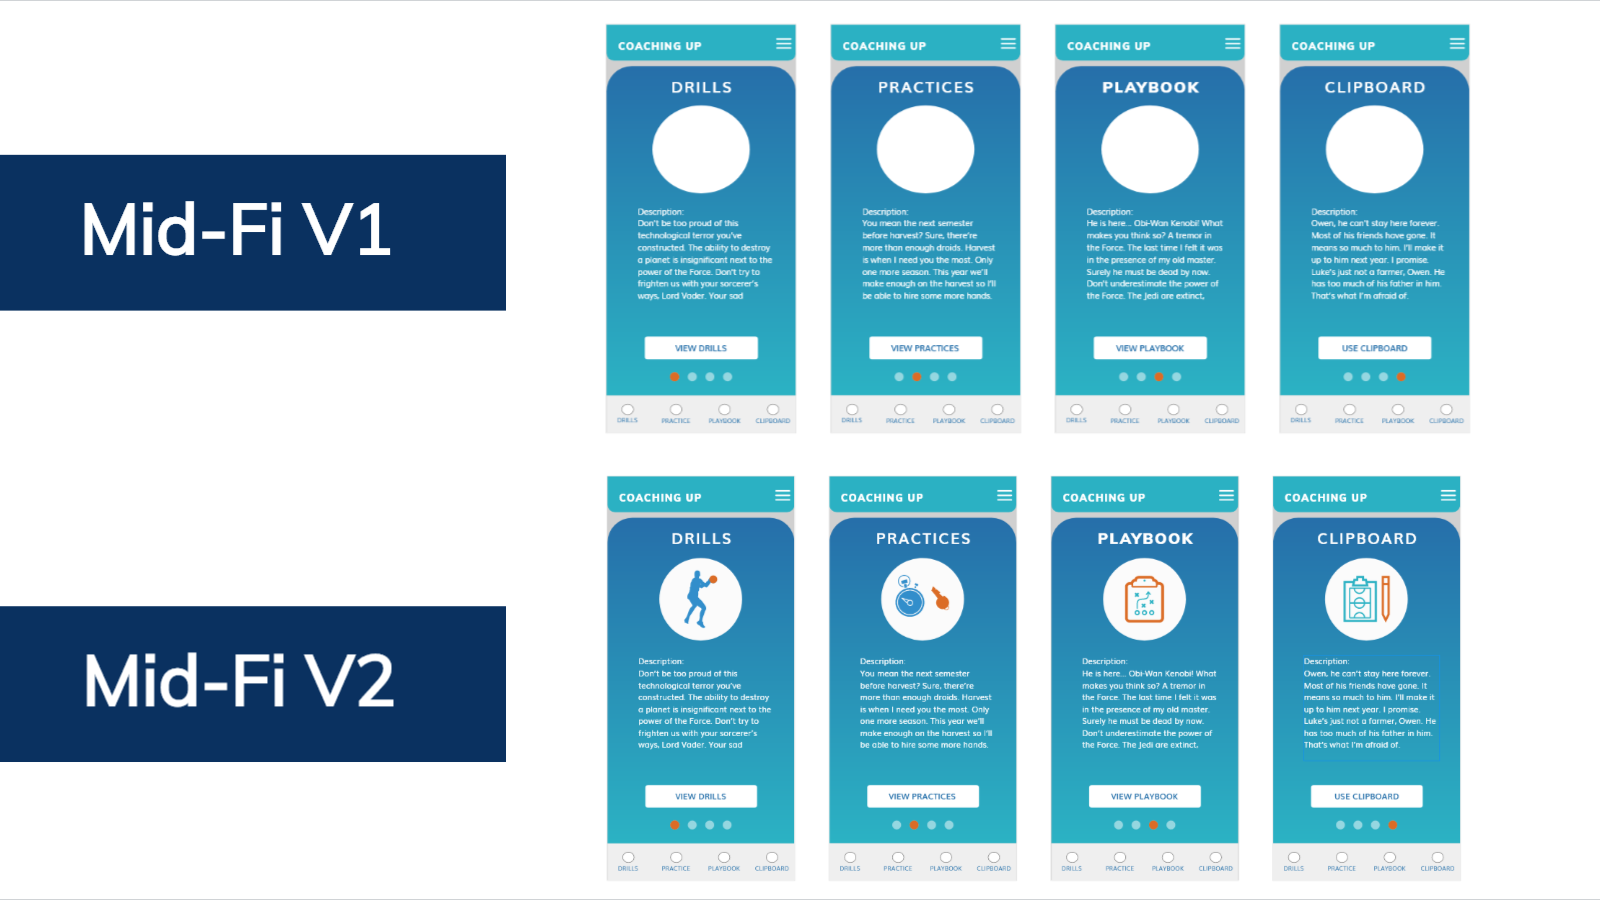 Mid-Fi V1
COACHING UP
DRILLS
Description:
Don't be too proud of this
technological terror you've
constructed. The ability to destroy
a planet is insignificant next to the
power of the Force. Don't try to
frighten us with your sorcerer's
ways, Lord Vader. Your sad
VIEW DRILLS
DRILLS PRACTICE PLAYBOOK CLIPBOARD
COACHING UP
PRACTICES
Description:
You mean the next semester
before harvest? Sure, there're
more than enough droids. Harvest
is when I need you the most. Only
one more season. This year we'll
make enough on the harvest so I'll
be able to hire some more hands.
VIEW PRACTICES
DRILLS PRACTICE PLAYBOOK CLIPBOARD
COACHING UP
PLAYBOOK
Description:
He is here... Obi-Wan Kenobi! What
makes you think so? A tremor in
the Force. The last time I felt it was
in the presence of my old master.
Surely he must be dead by now.
Don't underestimate the power of
the Force. The Jedi are extinct,
VIEW PLAYBOOK
DRILLS PRACTICE PLAYBOOK CLIPBOARD
COACHING UP
CLIPBOARD
Description:
Owen, he can't stay here forever.
Most of his friends have gone. It
means so much to him. I'll make it
up to him next year. I promise.
Luke's just not a farmer, Owen. He
has too much of his father in him.
That's what I'm afraid of.
USE CLIPBOARD
DRILLS PRACTICE PLAYBOOK CLIPBOARD
Mid-Fi V2
COACHING UP
DRILLS
Description:
Don't be too proud of this
technological terror you've
constructed. The ability to destroy
a planet is insignificant next to the
power of the Force. Don't try to
frighten us with your sorcerer's
ways, Lord Vader. Your sad
VIEW DRILLS
DRILLS PRACTICE PLAYBOOK CLIPBOARD
COACHING UP
PRACTICES
Description:
You mean the next semester
before harvest? Sure, there're
more than enough droids. Harvest
is when I need you the most. Only
one more season. This year we'll
make enough on the harvest so I'll
be able to hire some more hands.
VIEW PRACTICES
DRILLS PRACTICE PLAYBOOK CLIPBOARD
COACHING UP
PLAYBOOK
Description:
He is here... Obi-Wan Kenobi! What
makes you think so? A tremor in
the Force. The last time I felt it was
in the presence of my old master.
Surely he must be dead by now.
Don't underestimate the power of
the Force. The Jedi are extinct,
VIEW PLAYBOOK
DRILLS PRACTICE PLAYBOOK CLIPBOARD
COACHING UP
CLIPBOARD
Description:
Owen, he can't stay here forever.
Most of his friends have gone. It
means so much to him. I'll make it
up to him next year. I promise.
Luke's just not a farmer, Owen. He
has too much of his father in him.
That's what I'm afraid of.
USE CLIPBOARD
DRILLS PRACTICE PLAYBOOK CLIPBOARD